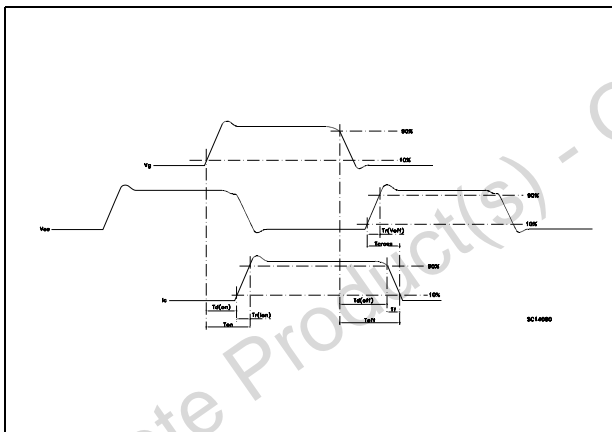 90%
Vg
10%
90%
Vce
10%
Tr(Voff)
Tcross
90%
Ic
10%
Td(on)
Td(off)
Tf
Tr(Ion)
Ton
Toff
SC14080
ete Product(s) - O